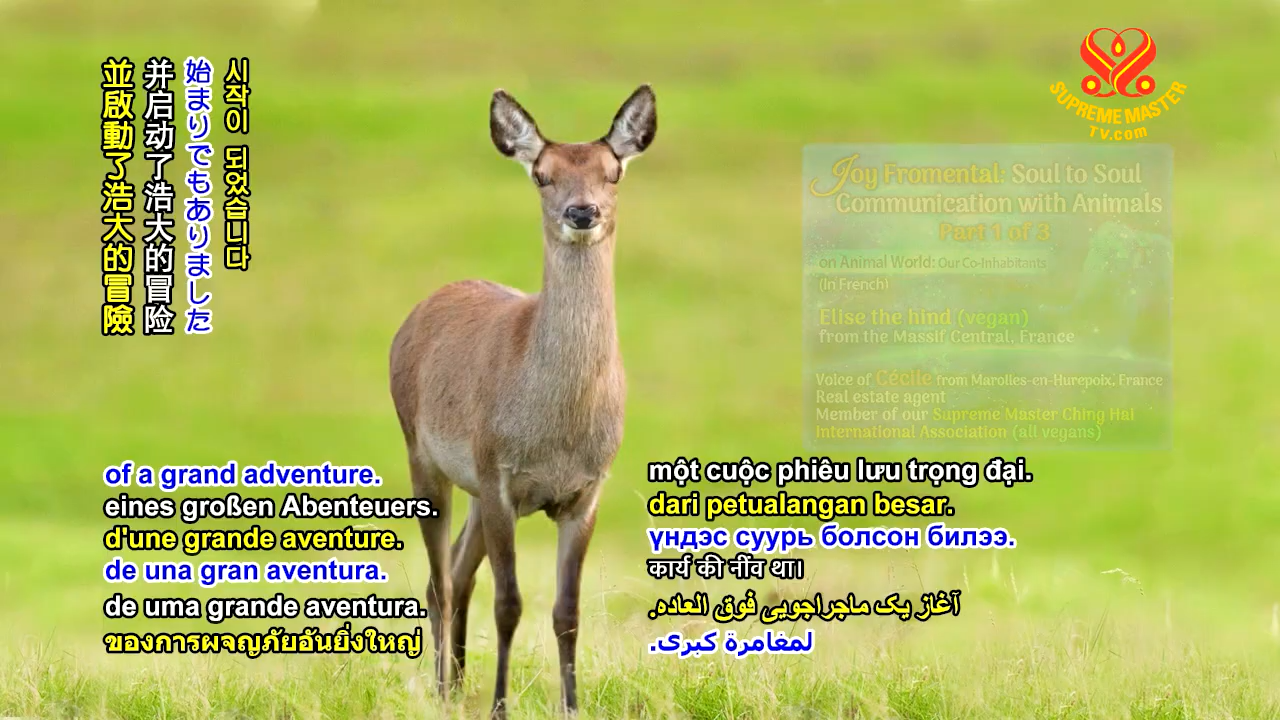 시작이 되었습니다
始まりでもありました
并启动了浩大的冒险
並啟動了浩大的冒險
SUPREME MASTER
TV.com
Joy Fromental: Soul to Soul
Communication with Animals
Part 1 of 3
on Animal World: Our Co-Inhabitants
(In French)
Elise the hind (vegan)
from the Massif Central, France
Voice of Cécile from Marolles-en-Hurepoix, France
Real estate agent
Member of our Supreme Master Ching Hai
International Association (all vegans)
of a grand adventure.
eines großen Abenteuers.
d'une grande aventure.
de una gran aventura.
de uma grande aventura.
ของการผจญภัยอันยิ่งใหญ่
một cuộc phiêu lưu trọng đại.
dari petualangan besar.
үндэс суурь болсон билээ.
कार्य की नींव था।
آغاز یک ماجراجویی فوق العاده.
لمغامرة كبرى.